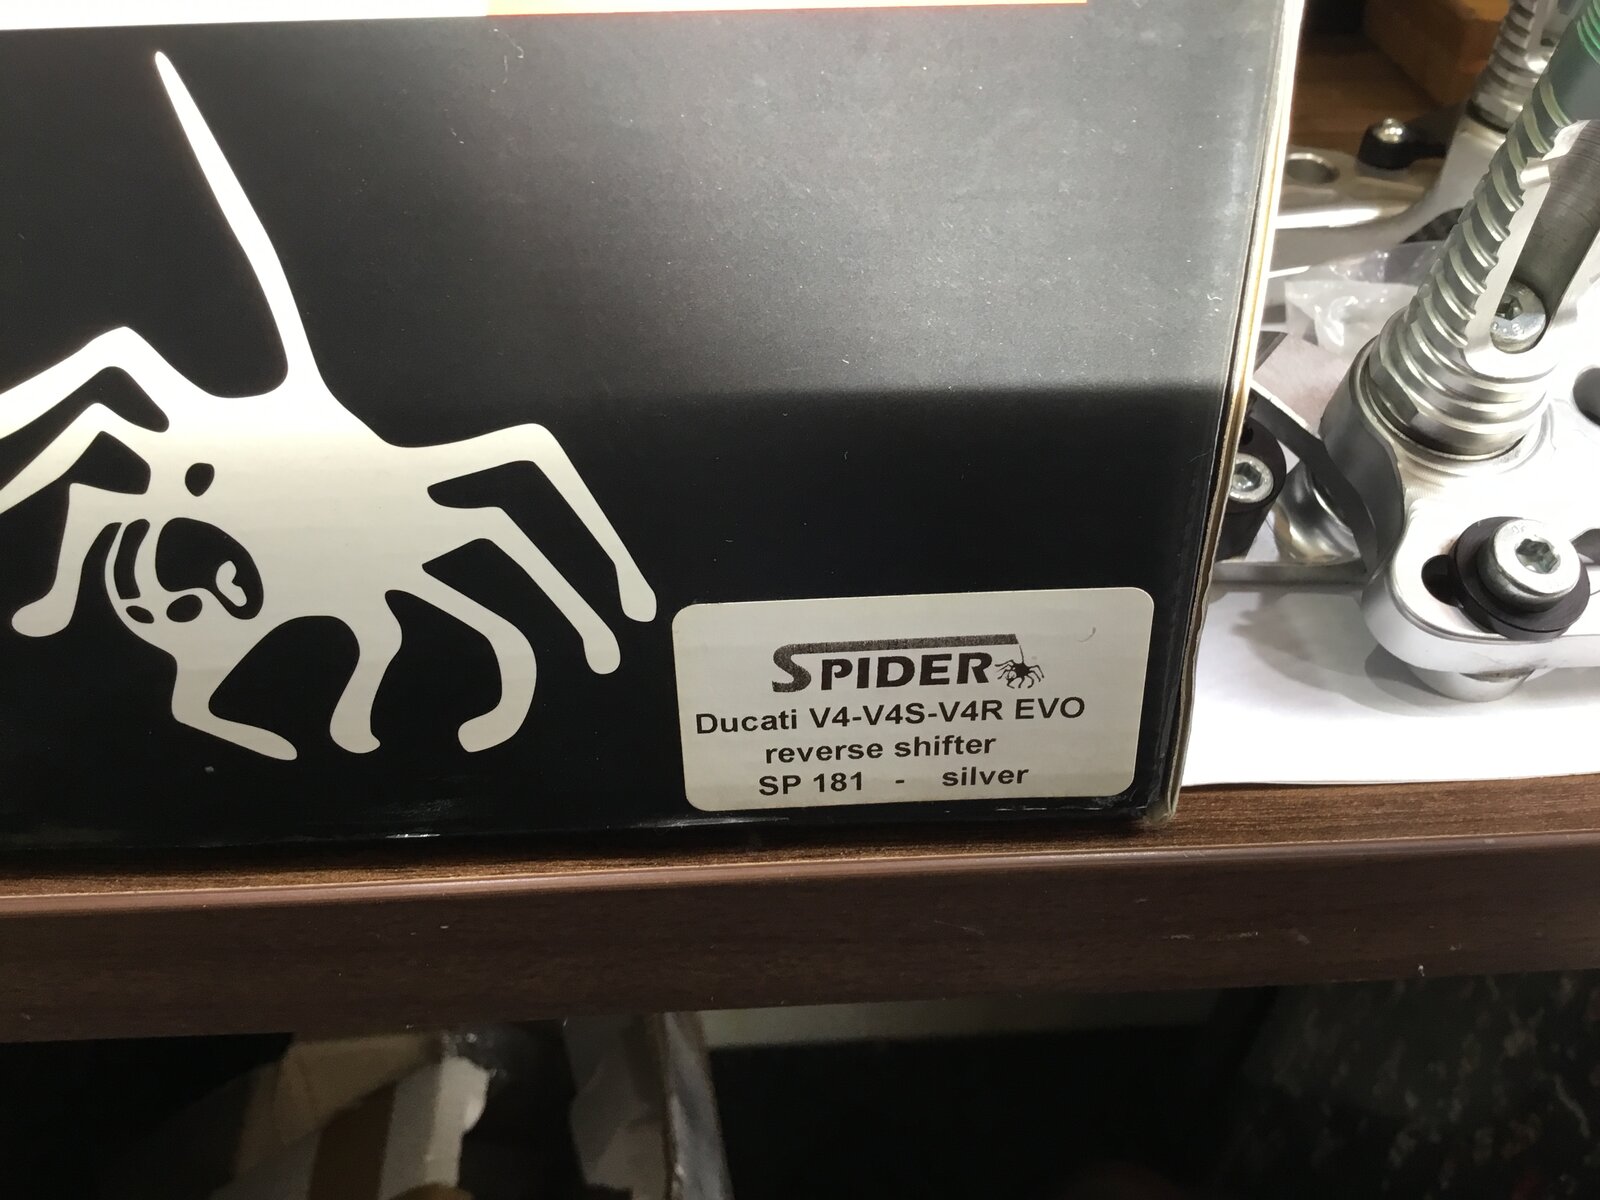 SPIDER
Ducati V4-V4S-V4R EVO
reverse shifter
SP 181 - silver